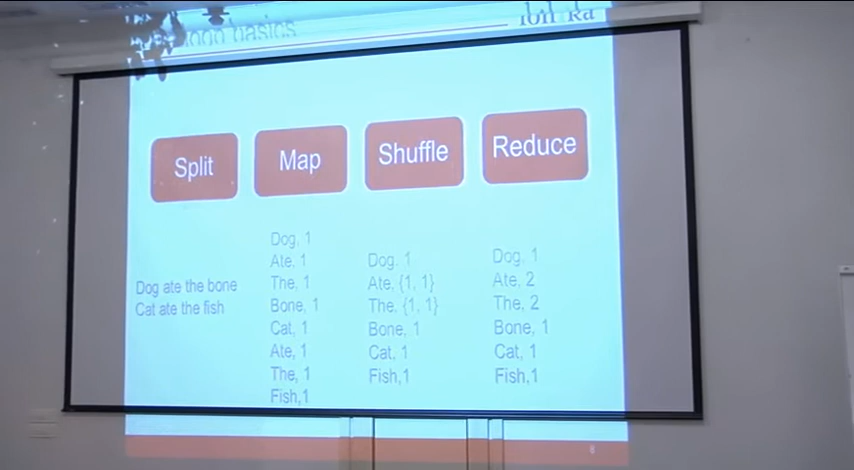 basics
Split
Map
Shuffle
Reduce
Dog ate the bone
Cat ate the fish
Dog, 1
Ate, 1
The, 1
Bone, 1
Cat, 1
Ate, 1
The, 1
Fish,1
Dog. 1
Ate, {1, 1}
The. {1, 1}
Bone, 1
Cat, 1
Fish,1
Dog, 1
Ate, 2
The, 2
Bone, 1
Cat, 1
Fish,1
8